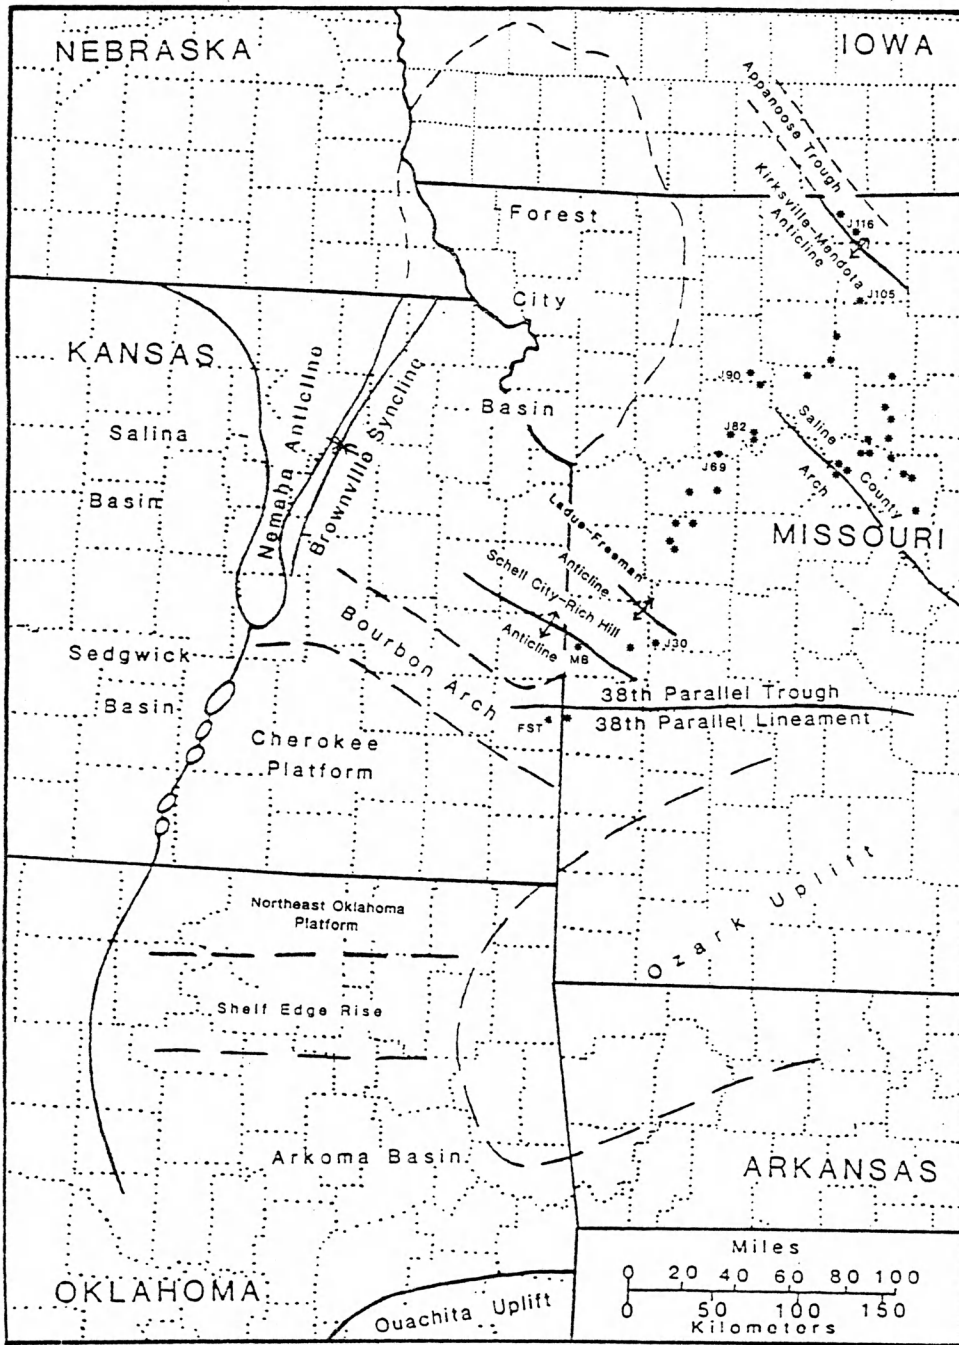 NEBRASKA
IOWA
Appanoose Trough
Kirksville-Mendota
Anticline
J116
J105
Forest
City
Basin
KANSAS
Salina
Basin
Nemaha Anticline
Brownville Syncline
J90
J82
J69
Saline
County
Arch
MISSOURI
Ladue-Freeman
Anticline
Schell City-Rich Hill
Anticline
J30
MB
Bourbon Arch
Sedgwick
Basin
38th Parallel Trough
38th Parallel Lineament
FST
Cherokee
Platform
Ozark Uplift
Northeast Oklahoma
Platform
Shelf Edge Rise
Arkoma Basin
ARKANSAS
OKLAHOMA
Ouachita Uplift
Miles
0 20 40 60 80 100
0 50 100 150
Kilometers